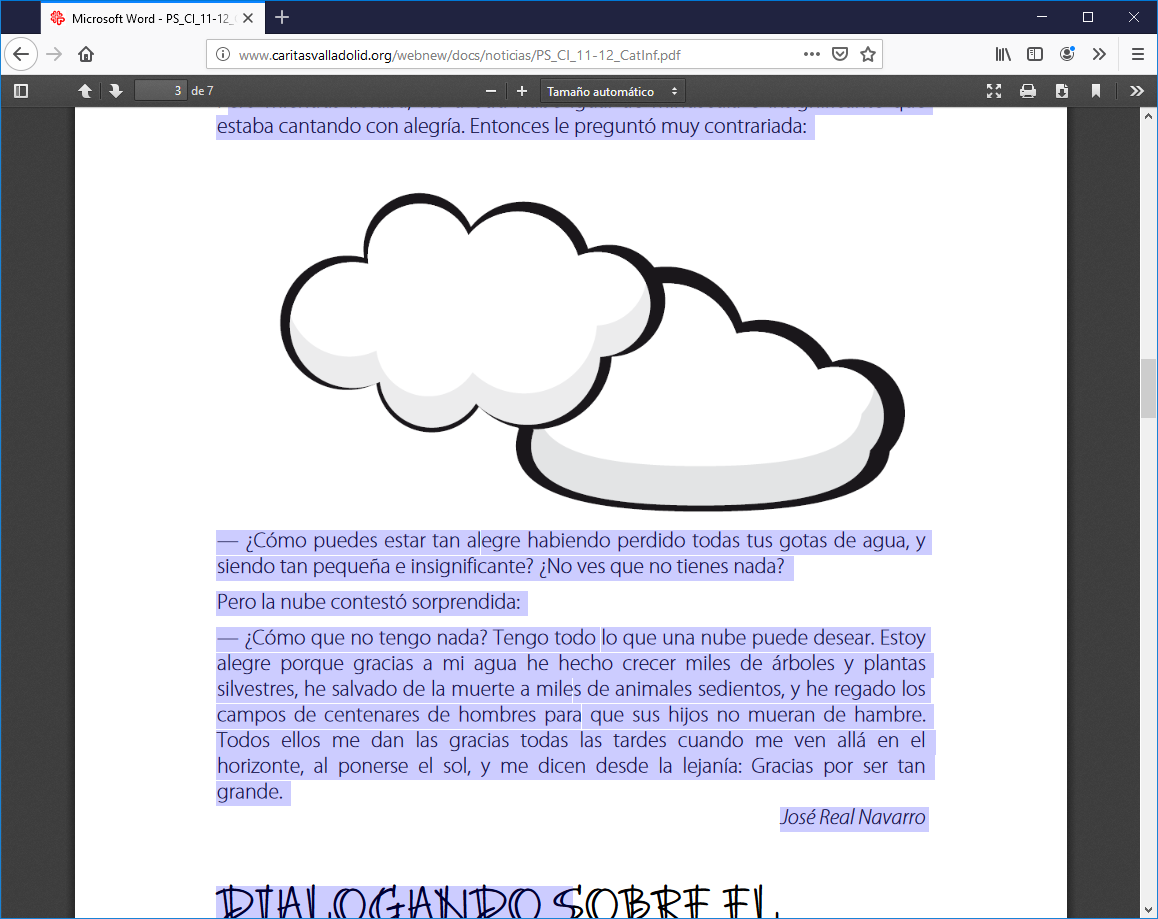 Microsoft Word - PS_CI_11-12_
www.caritasvalladolid.org/webnew/docs/noticias/PS_CI_11-12_CatInf.pdf
3 de 7
Tamaño automático
estaba cantando con alegría. Entonces le preguntó muy contrariada:
— ¿Cómo puedes estar tan alegre habiendo perdido todas tus gotas de agua, y
siendo tan pequeña e insignificante? ¿No ves que no tienes nada?
Pero la nube contestó sorprendida:
— ¿Cómo que no tengo nada? Tengo todo lo que una nube puede desear. Estoy
alegre porque gracias a mi agua he hecho crecer miles de árboles y plantas
silvestres, he salvado de la muerte a miles de animales sedientos, y he regado los
campos de centenares de hombres para que sus hijos no mueran de hambre.
Todos ellos me dan las gracias todas las tardes cuando me ven allá en el
horizonte, al ponerse el sol, y me dicen desde la lejanía: Gracias por ser tan
grande.
José Real Navarro
DIALOGANDO SOBRE EL